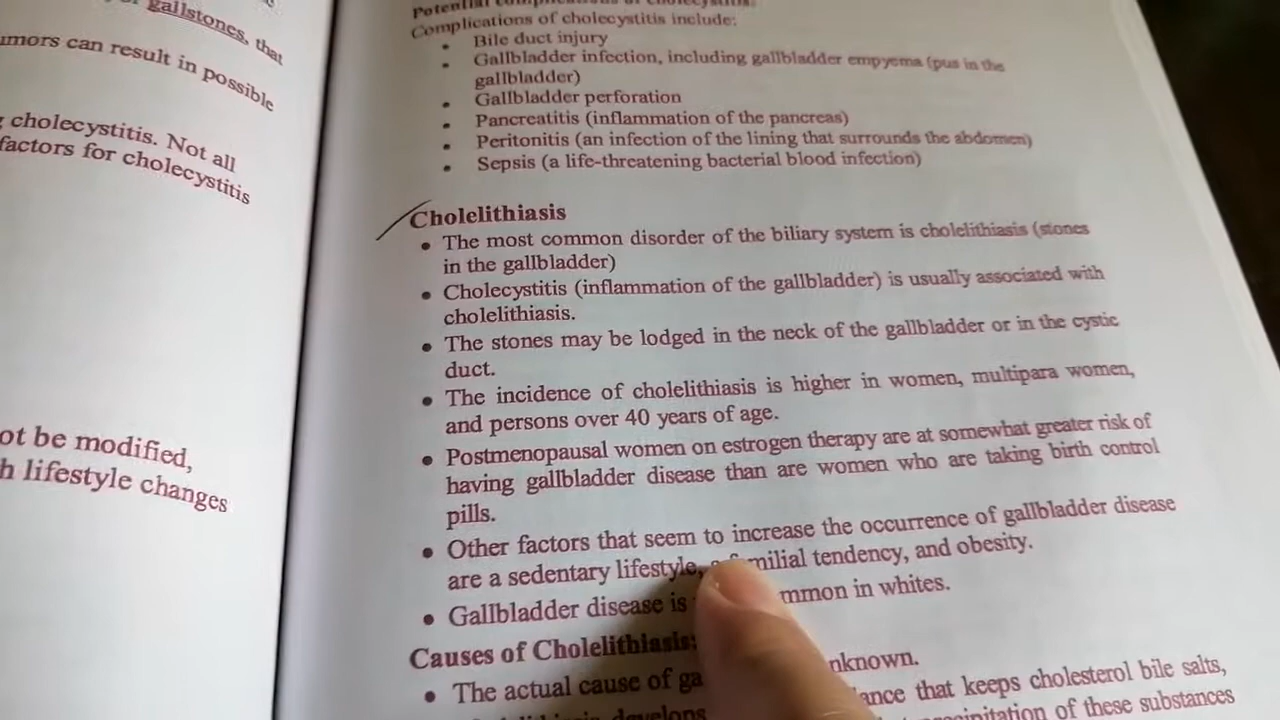 gallstones, that
umors can result in possible
cholecystitis. Not all
factors for cholecystitis
ot be modified,
h lifestyle changes
Complications of cholecystitis include:
• Bile duct injury
• Gallbladder infection, including gallbladder empyema (pus in the
gallbladder)
• Gallbladder perforation
• Pancreatitis (inflammation of the pancreas)
• Peritonitis (an infection of the lining that surrounds the abdomen)
• Sepsis (a life-threatening bacterial blood infection)
Cholelithiasis
• The most common disorder of the biliary system is cholelithiasis (stones
in the gallbladder)
• Cholecystitis (inflammation of the gallbladder) is usually associated with
cholelithiasis.
• The stones may be lodged in the neck of the gallbladder or in the cystic
duct.
• The incidence of cholelithiasis is higher in women, multipara women,
and persons over 40 years of age.
• Postmenopausal women on estrogen therapy are at somewhat greater risk of
having gallbladder disease than are women who are taking birth control
pills.
• Other factors that seem to increase the occurrence of gallbladder disease
are a sedentary lifestyle, a familial tendency, and obesity.
• Gallbladder disease is mmon in whites.
Causes of Cholelithiasis:
• The actual cause of ga nknown.
ance that keeps cholesterol bile salts,
of these substances